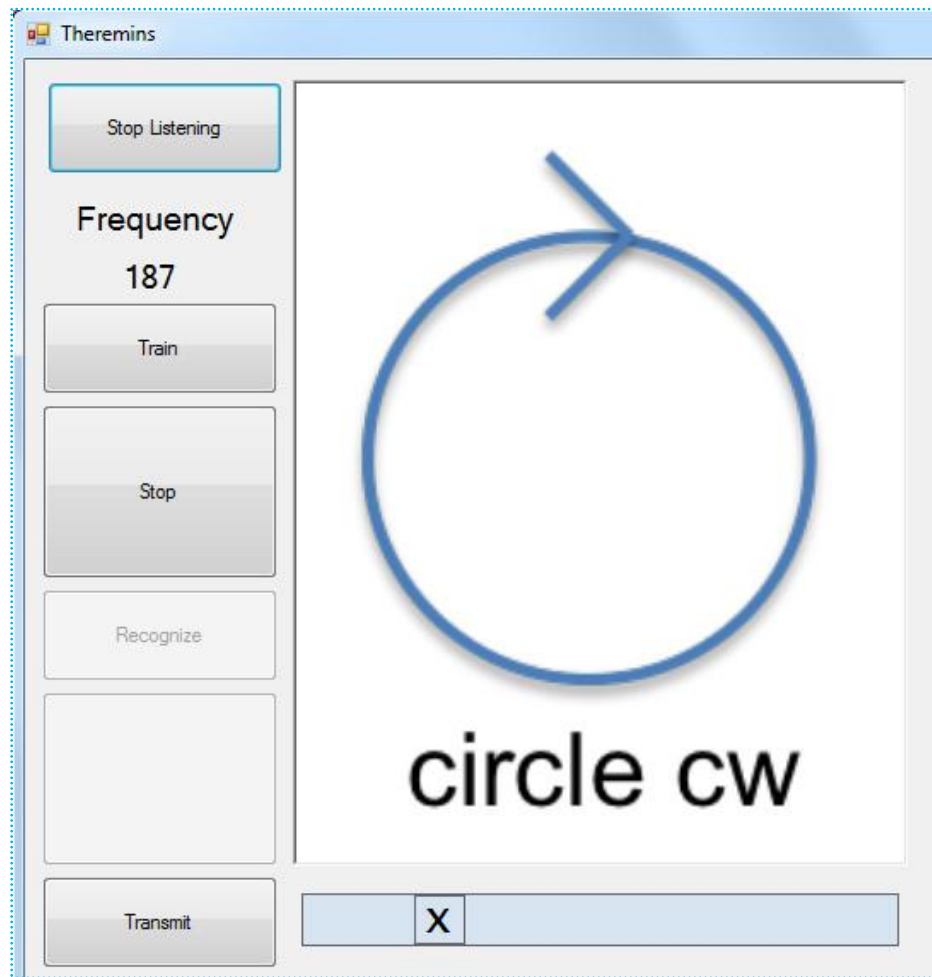 Theremins
Stop Listening
Frequency
187
Train
Stop
Recognize
Transmit
circle cw
X